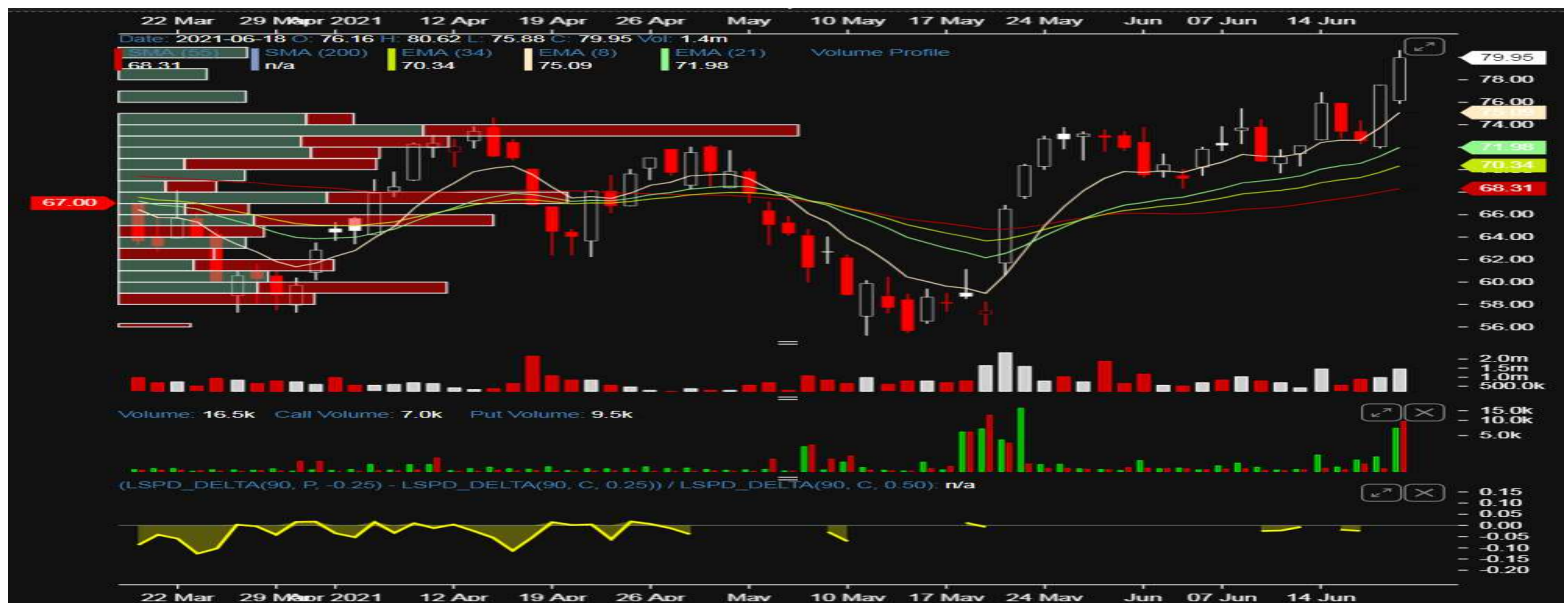 22 Mar 29 Mar Apr 2021 12 Apr 19 Apr 26 Apr May 10 May 17 May 24 May Jun 07 Jun 14 Jun
Date: 2021-06-18 O: 76.16 H: 80.62 L: 75.88 C: 79.95 Vol: 1.4m
SMA (55) SMA (200) EMA (34) EMA (8) EMA (21) Volume Profile
68.31 n/a 70.34 75.09 71.98
79.95
78.00
76.00
75.09
74.00
71.98
70.34
68.31
67.00
66.00
64.00
62.00
60.00
58.00
56.00
2.0m
1.5m
1.0m
500.0k
Volume: 16.5k Call Volume: 7.0k Put Volume: 9.5k
15.0k
10.0k
5.0k
(LSPD_DELTA(90, P, -0.25) - LSPD_DELTA(90, C, 0.25)) / LSPD_DELTA(90, C, 0.50): n/a
0.15
0.10
0.05
0.00
-0.05
-0.10
-0.15
-0.20
22 Mar 29 Mar Apr 2021 12 Apr 19 Apr 26 Apr May 10 May 17 May 24 May Jun 07 Jun 14 Jun